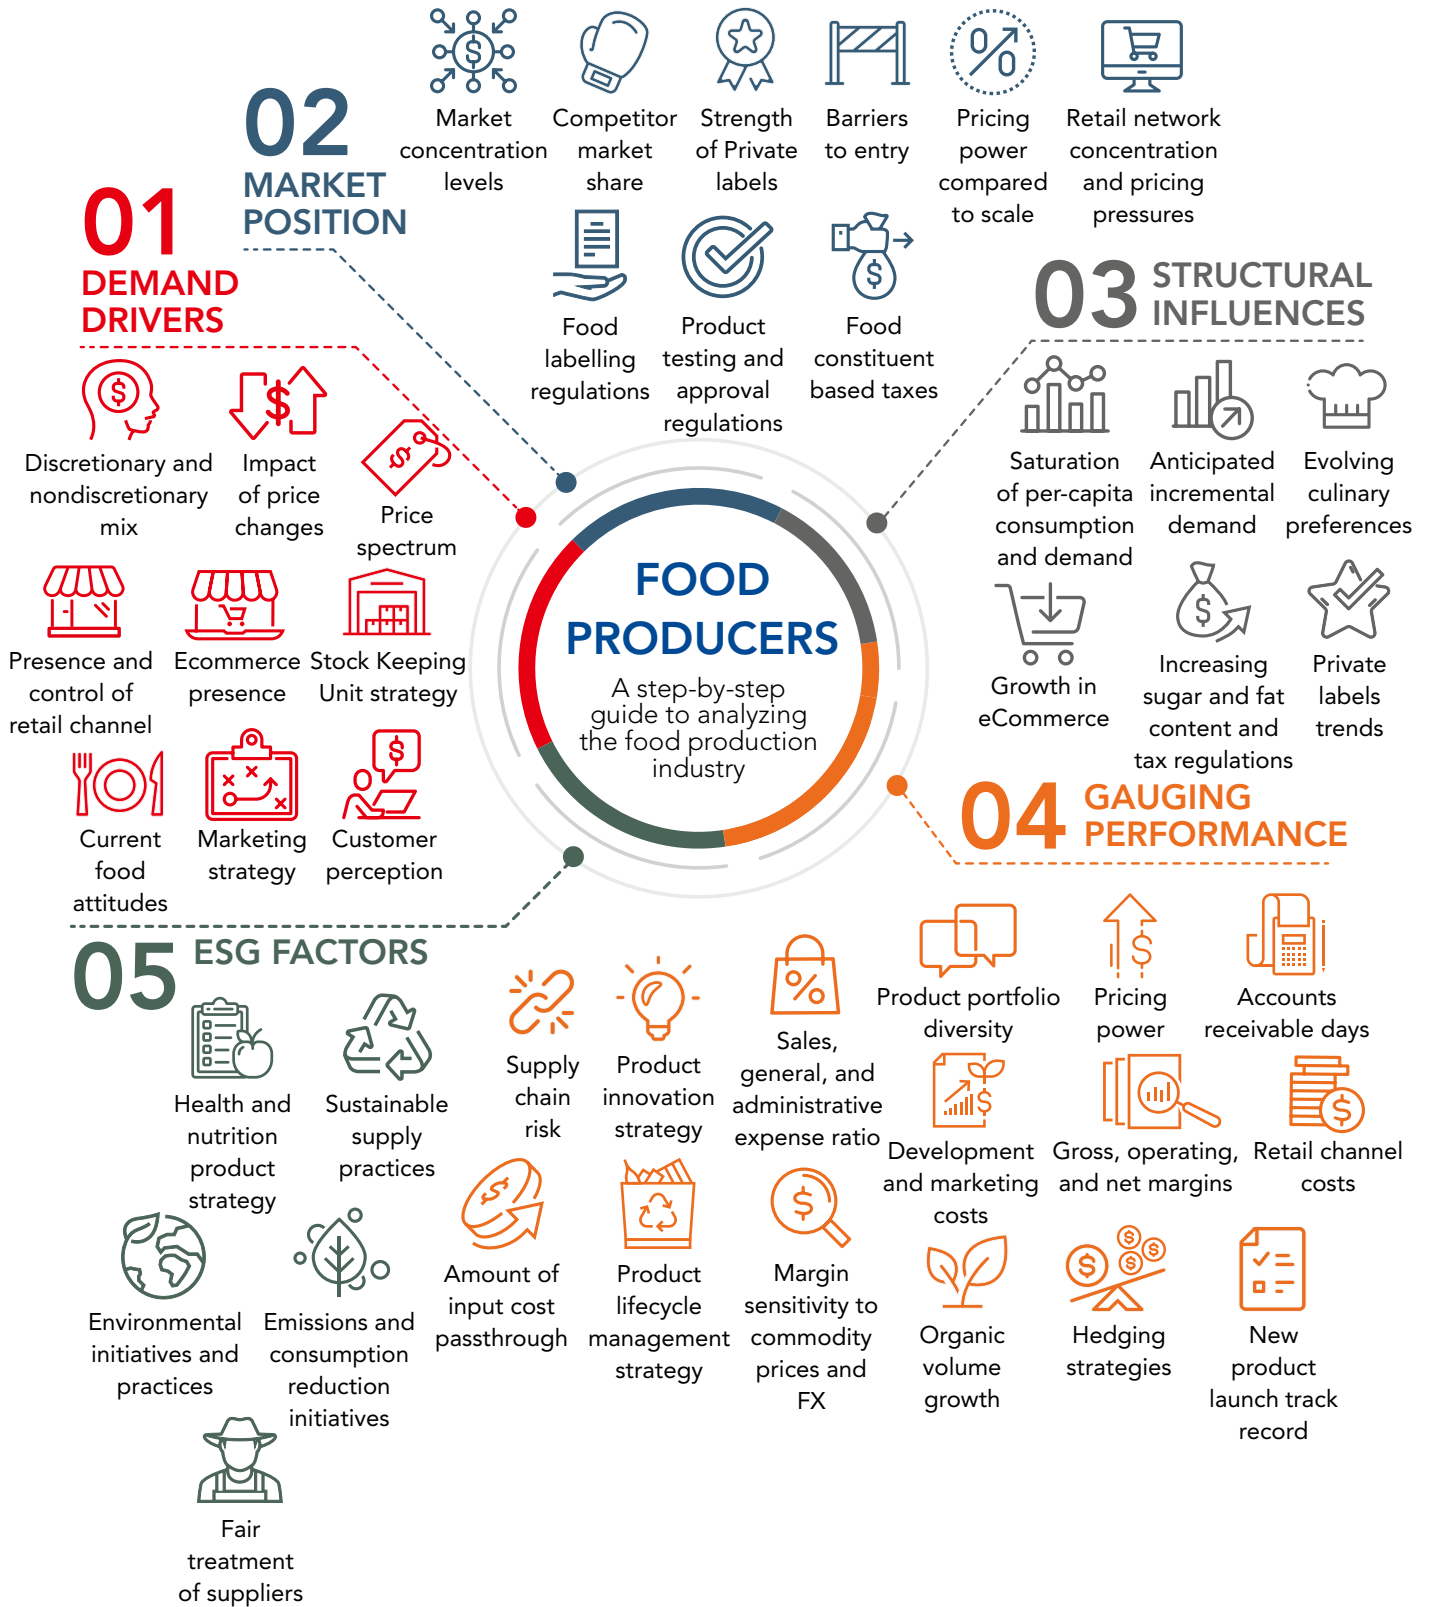 01
DEMAND
DRIVERS
Discretionary and
nondiscretionary
mix
Impact
of price
changes
Price
spectrum
Presence and
control of
retail channel
Ecommerce
presence
Stock Keeping
Unit strategy
Current
food
attitudes
Marketing
strategy
Customer
perception
02
MARKET
POSITION
Market
concentration
levels
Competitor
market
share
Strength
of Private
labels
Barriers
to entry
Pricing
power
compared
to scale
Retail network
concentration
and pricing
pressures
Food
labelling
regulations
Product
testing and
approval
regulations
Food
constituent
based taxes
FOOD
PRODUCERS
A step-by-step
guide to analyzing
the food production
industry
03
STRUCTURAL
INFLUENCES
Saturation
of per-capita
consumption
and demand
Anticipated
incremental
demand
Evolving
culinary
preferences
Growth in
eCommerce
Increasing
sugar and fat
content and
tax regulations
Private
labels
trends
04
GAUGING
PERFORMANCE
Product portfolio
diversity
Pricing
power
Accounts
receivable days
Supply
chain
risk
Product
innovation
strategy
Sales,
general, and
administrative
expense ratio
Development
and marketing
costs
Gross, operating,
and net margins
Retail channel
costs
Amount of
input cost
passthrough
Product
lifecycle
management
strategy
Margin
sensitivity to
commodity
prices and
FX
Organic
volume
growth
Hedging
strategies
New
product
launch track
record
05
ESG FACTORS
Health and
nutrition
product
strategy
Sustainable
supply
practices
Environmental
initiatives and
practices
Emissions and
consumption
reduction
initiatives
Fair
treatment
of suppliers